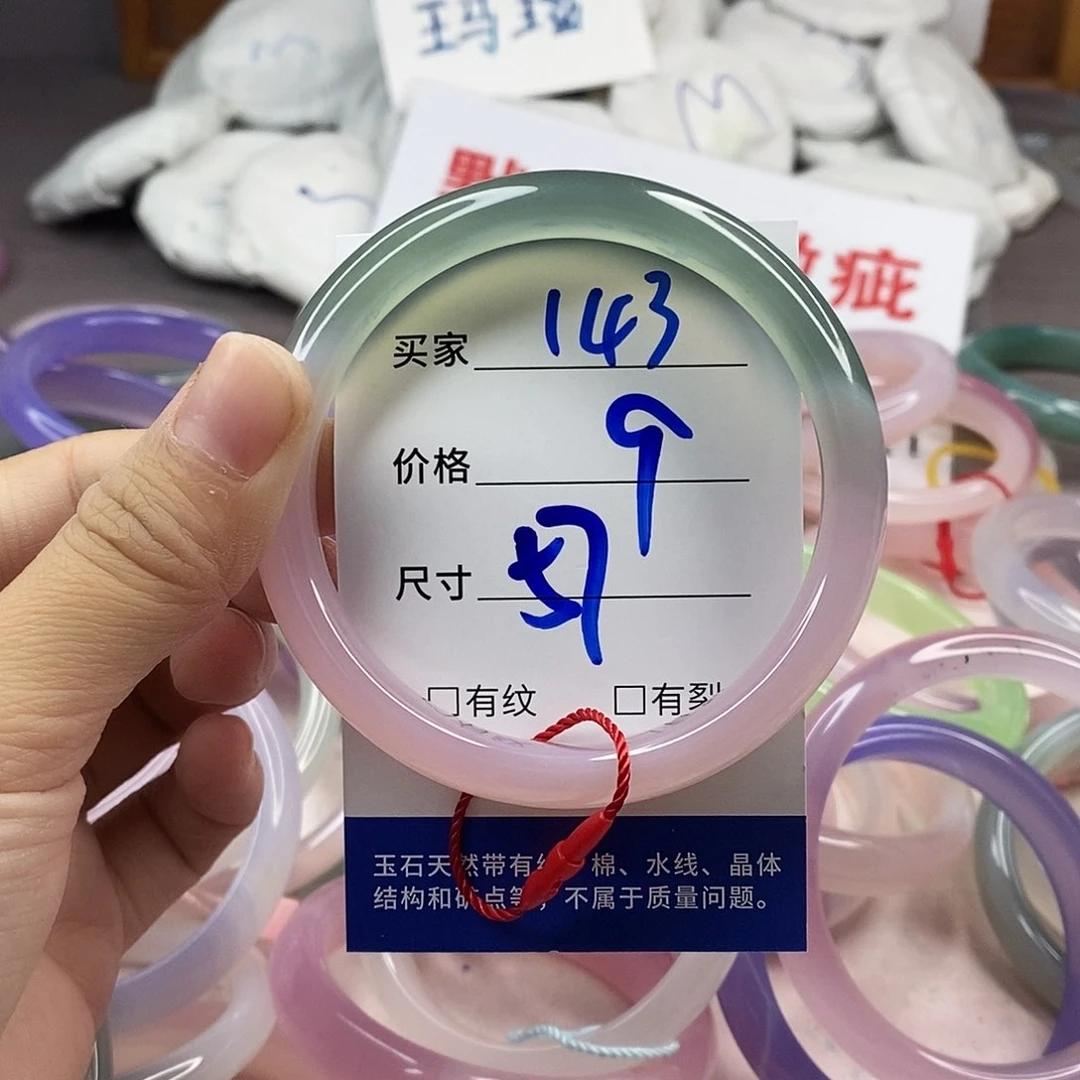 玛瑙
微疵
买家 143
价格 9
尺寸 57
□有纹 □有裂
玉石天然带有 棉、水线、晶体
结构和矿点等,不属于质量问题。